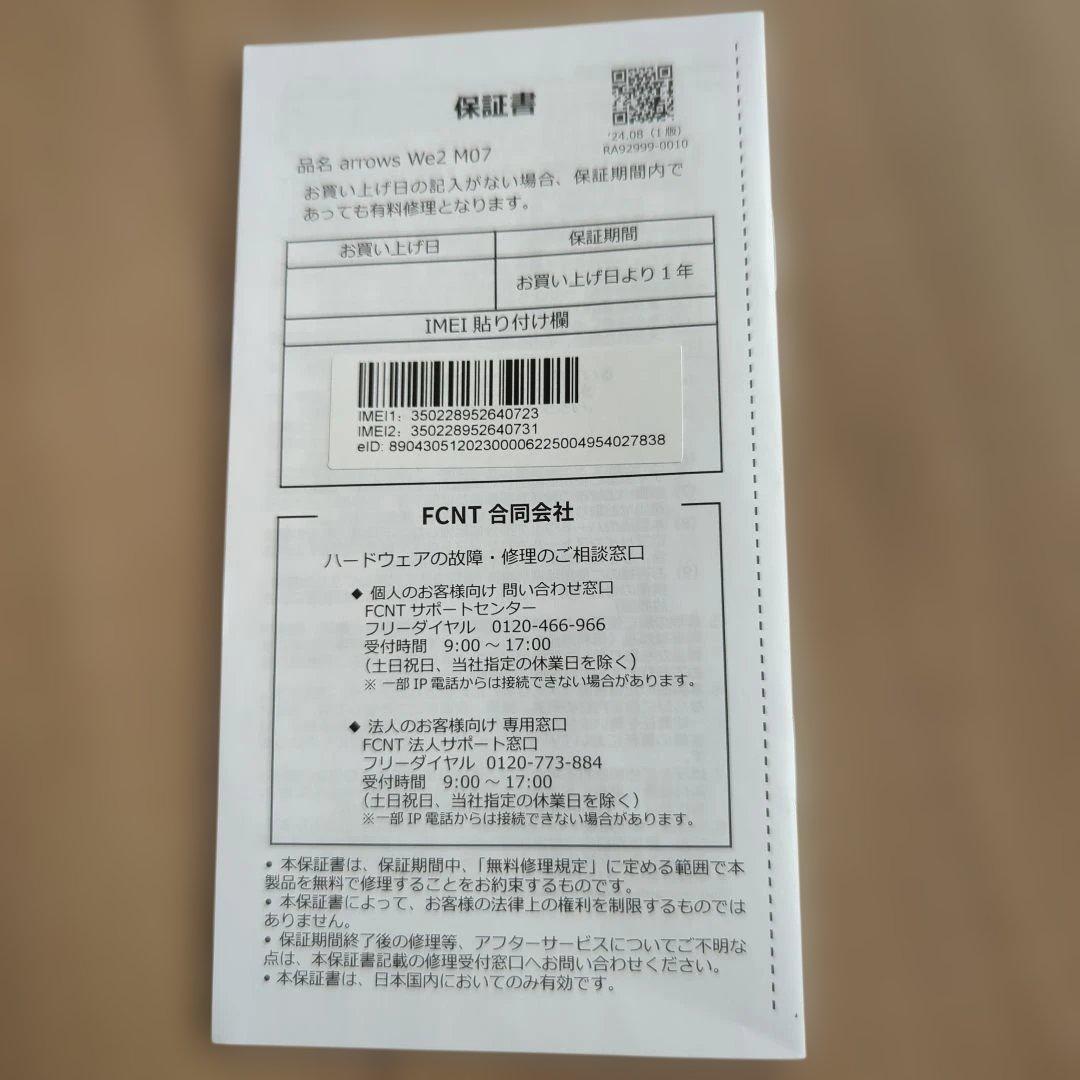 保証書
'24.08（1版）
RA92999-0010
品名 arrows We2 M07
お買い上げ日の記入がない場合、保証期間内で
あっても有料修理となります。
お買い上げ日
保証期間
お買い上げ日より 1 年
IMEI 貼り付け欄
IMEI1: 350228952640723
IMEI2: 350228952640731
eID: 89043051202300006225004954027838
FCNT 合同会社
ハードウェアの故障・修理のご相談窓口
◆ 個人のお客様向け 問い合わせ窓口
FCNT サポートセンター
フリーダイヤル 0120-466-966
受付時間 9:00 ～ 17:00
（土日祝日、当社指定の休業日を除く）
※ 一部 IP 電話からは接続できない場合があります。
◆ 法人のお客様向け 専用窓口
FCNT 法人サポート窓口
フリーダイヤル 0120-773-884
受付時間 9:00 ～ 17:00
（土日祝日、当社指定の休業日を除く）
※一部 IP 電話からは接続できない場合があります。
• 本保証書は、保証期間中、「無料修理規定」に定める範囲で本
製品を無料で修理することをお約束するものです。
• 本保証書によって、お客様の法律上の権利を制限するものでは
ありません。
• 保証期間終了後の修理等、アフターサービスについてご不明な
点は、本保証書記載の修理受付窓口へお問い合わせください。
• 本保証書は、日本国内においてのみ有効です。